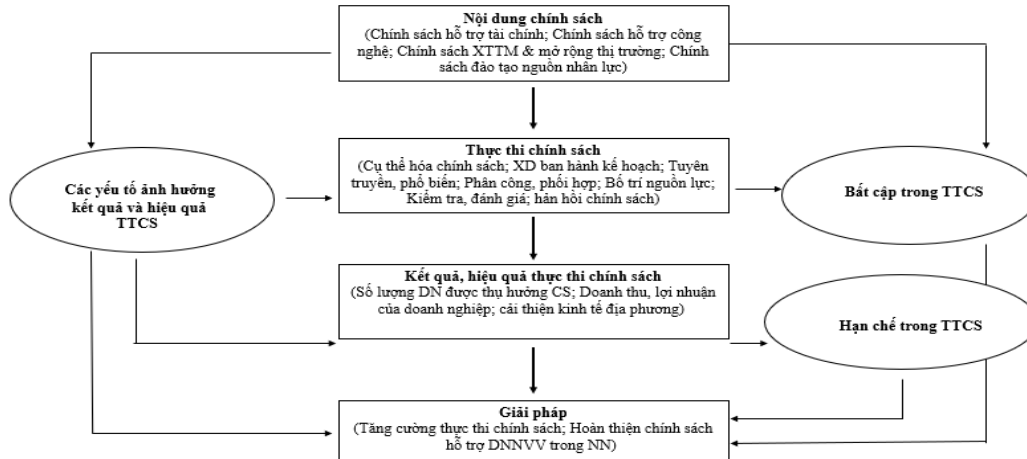 Nội dung chính sách
(Chính sách hỗ trợ tài chính; Chính sách hỗ trợ công
nghệ; Chính sách XTTM & mở rộng thị trường; Chính
sách đào tạo nguồn nhân lực)
Thực thi chính sách
(Cụ thể hóa chính sách; XD ban hành kế hoạch; Tuyên
truyền, phổ biến; Phân công, phối hợp; Bố trí nguồn lực;
Kiểm tra, đánh giá; hản hồi chính sách)
Các yếu tố ảnh hưởng
kết quả và hiệu quả
TTCS
Bất cập trong TTCS
Kết quả, hiệu quả thực thi chính sách
(Số lượng DN được thụ hưởng CS; Doanh thu, lợi nhuận
của doanh nghiệp; cải thiện kinh tế địa phương)
Hạn chế trong TTCS
Giải pháp
(Tăng cường thực thi chính sách; Hoàn thiện chính sách
hỗ trợ DNNVV trong NN)